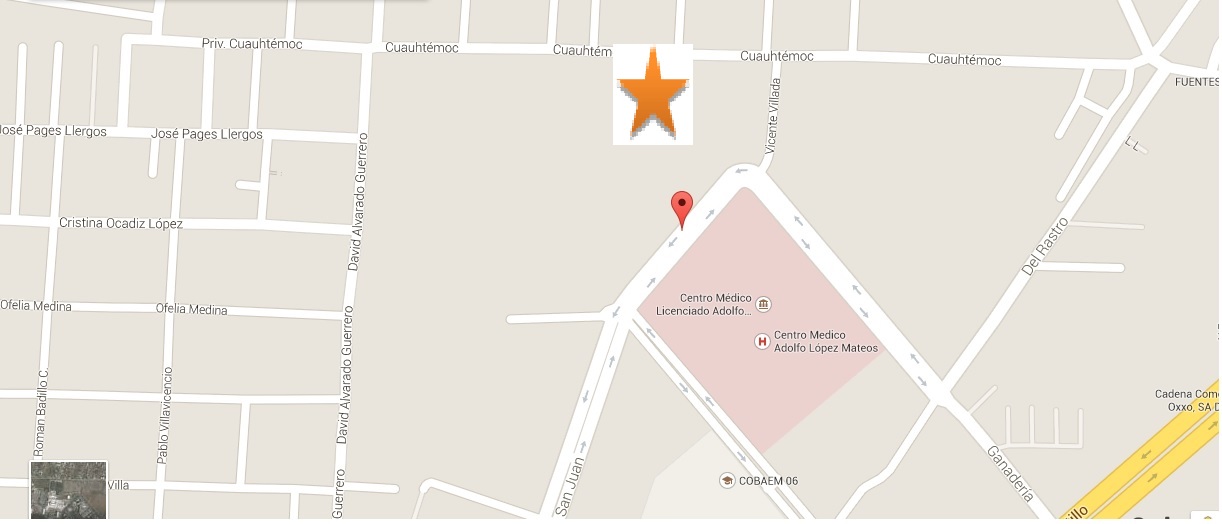 Priv. Cuauhtémoc
Cuauhtémoc
Cuauhtém
Cuauhtémoc
Cuauhtémoc
FUENTES
José Pages Llergos
José Pages Llergos
Vicente Villada
David Alvarado Guerrero
L L
Cristina Ocadiz López
Del Rastro
Ofelia Medina
Ofelia Medina
Centro Médico
Licenciado Adolfo...
Centro Medico
Adolfo López Mateos
H
David Alvarado Guerrero
Roman Badillo C.
Pablo Villavicencio
Cadena Com
Oxxo, SA D
Ganadería
San Juan
COBAEM 06
Villa
Guerrero
illo